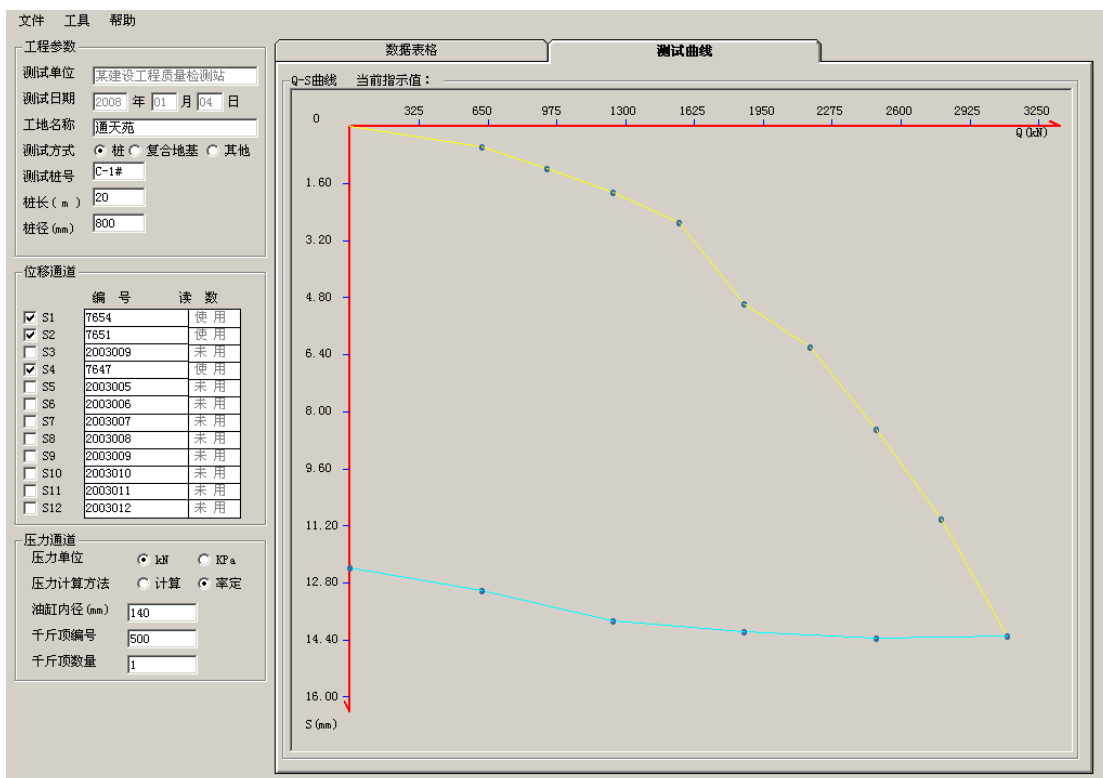 文件 工具 帮助
工程参数
测试单位 某建设工程质量检测站
测试日期 2008 年 01 月 04 日
工地名称 通天苑
测试方式 桩 复合地基 其他
测试桩号 C-1#
桩长(m) 20
桩径(mm) 800
位移通道
编 号 读 数
S1 7654 使 用
S2 7651 使 用
S3 2003009 未 用
S4 7647 使 用
S5 2003005 未 用
S6 2003006 未 用
S7 2003007 未 用
S8 2003008 未 用
S9 2003009 未 用
S10 2003010 未 用
S11 2003011 未 用
S12 2003012 未 用
压力通道
压力单位 kN KPa
压力计算方法 计算 率定
油缸内径(mm) 140
千斤顶编号 500
千斤顶数量 1
数据表格 测试曲线
Q-S曲线 当前指示值：
0 325 650 975 1300 1625 1950 2275 2600 2925 3250
Q(kN)
1.60
3.20
4.80
6.40
8.00
9.60
11.20
12.80
14.40
16.00
S(mm)